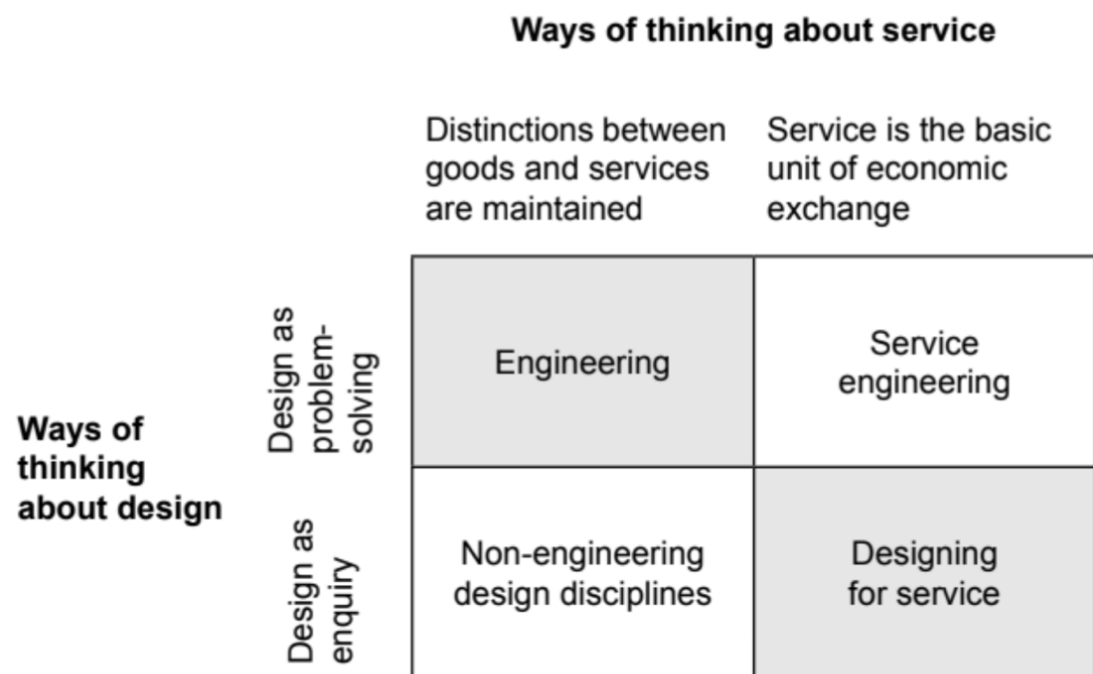 Ways of thinking about service
Distinctions between
goods and services
are maintained
Service is the basic
unit of economic
exchange
Ways of
thinking
about design
Design as
problem-
solving
Engineering
Service
engineering
Design as
enquiry
Non-engineering
design disciplines
Designing
for service